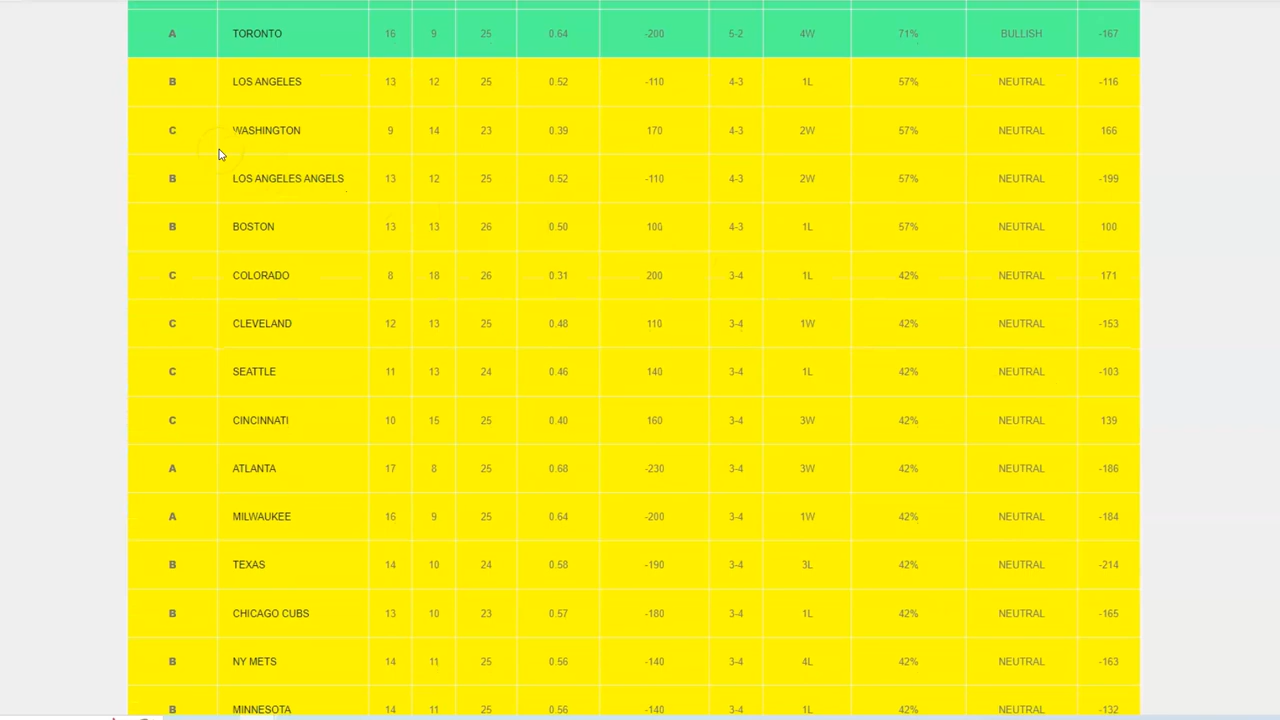 A TORONTO 16 9 25 0.64 -200 5-2 4W 71% BULLISH -167
B LOS ANGELES 13 12 25 0.52 -110 4-3 1L 57% NEUTRAL -116
C WASHINGTON 9 14 23 0.39 170 4-3 2W 57% NEUTRAL 166
B LOS ANGELES ANGELS 13 12 25 0.52 -110 4-3 2W 57% NEUTRAL -199
B BOSTON 13 13 26 0.50 100 4-3 1L 57% NEUTRAL 100
C COLORADO 8 18 26 0.31 200 3-4 1L 42% NEUTRAL 171
C CLEVELAND 12 13 25 0.48 110 3-4 1W 42% NEUTRAL -153
C SEATTLE 11 13 24 0.46 140 3-4 1L 42% NEUTRAL -103
C CINCINNATI 10 15 25 0.40 160 3-4 3W 42% NEUTRAL 139
A ATLANTA 17 8 25 0.68 -230 3-4 3W 42% NEUTRAL -186
A MILWAUKEE 16 9 25 0.64 -200 3-4 1W 42% NEUTRAL -184
B TEXAS 14 10 24 0.58 -190 3-4 3L 42% NEUTRAL -214
B CHICAGO CUBS 13 10 23 0.57 -180 3-4 1L 42% NEUTRAL -165
B NY METS 14 11 25 0.56 -140 3-4 4L 42% NEUTRAL -163
B MINNESOTA 14 11 25 0.56 -140 3-4 1L 42% NEUTRAL -132